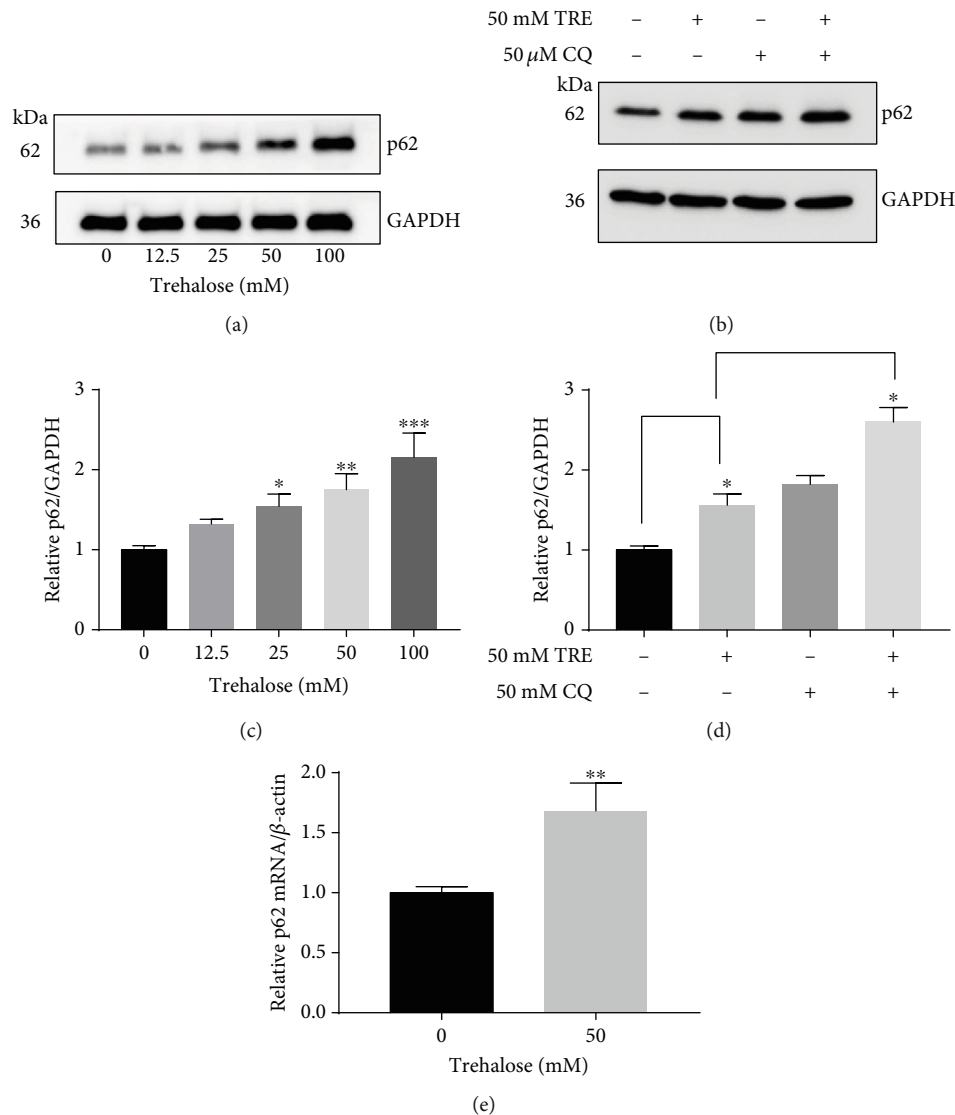 kDa
62
p62
36
GAPDH
0 12.5 25 50 100
Trehalose (mM)
(a)
50 mM TRE – + – +
50 μM CQ – – + +
kDa
62
p62
36
GAPDH
(b)
Relative p62/GAPDH
3
2
1
0
* ** ***
0 12.5 25 50 100
Trehalose (mM)
(c)
Relative p62/GAPDH
3
2
1
0
* *
50 mM TRE – + – +
50 mM CQ – – + +
(d)
Relative p62 mRNA/β-actin
2.0
1.5
1.0
0.5
0.0
**
0 50
Trehalose (mM)
(e)